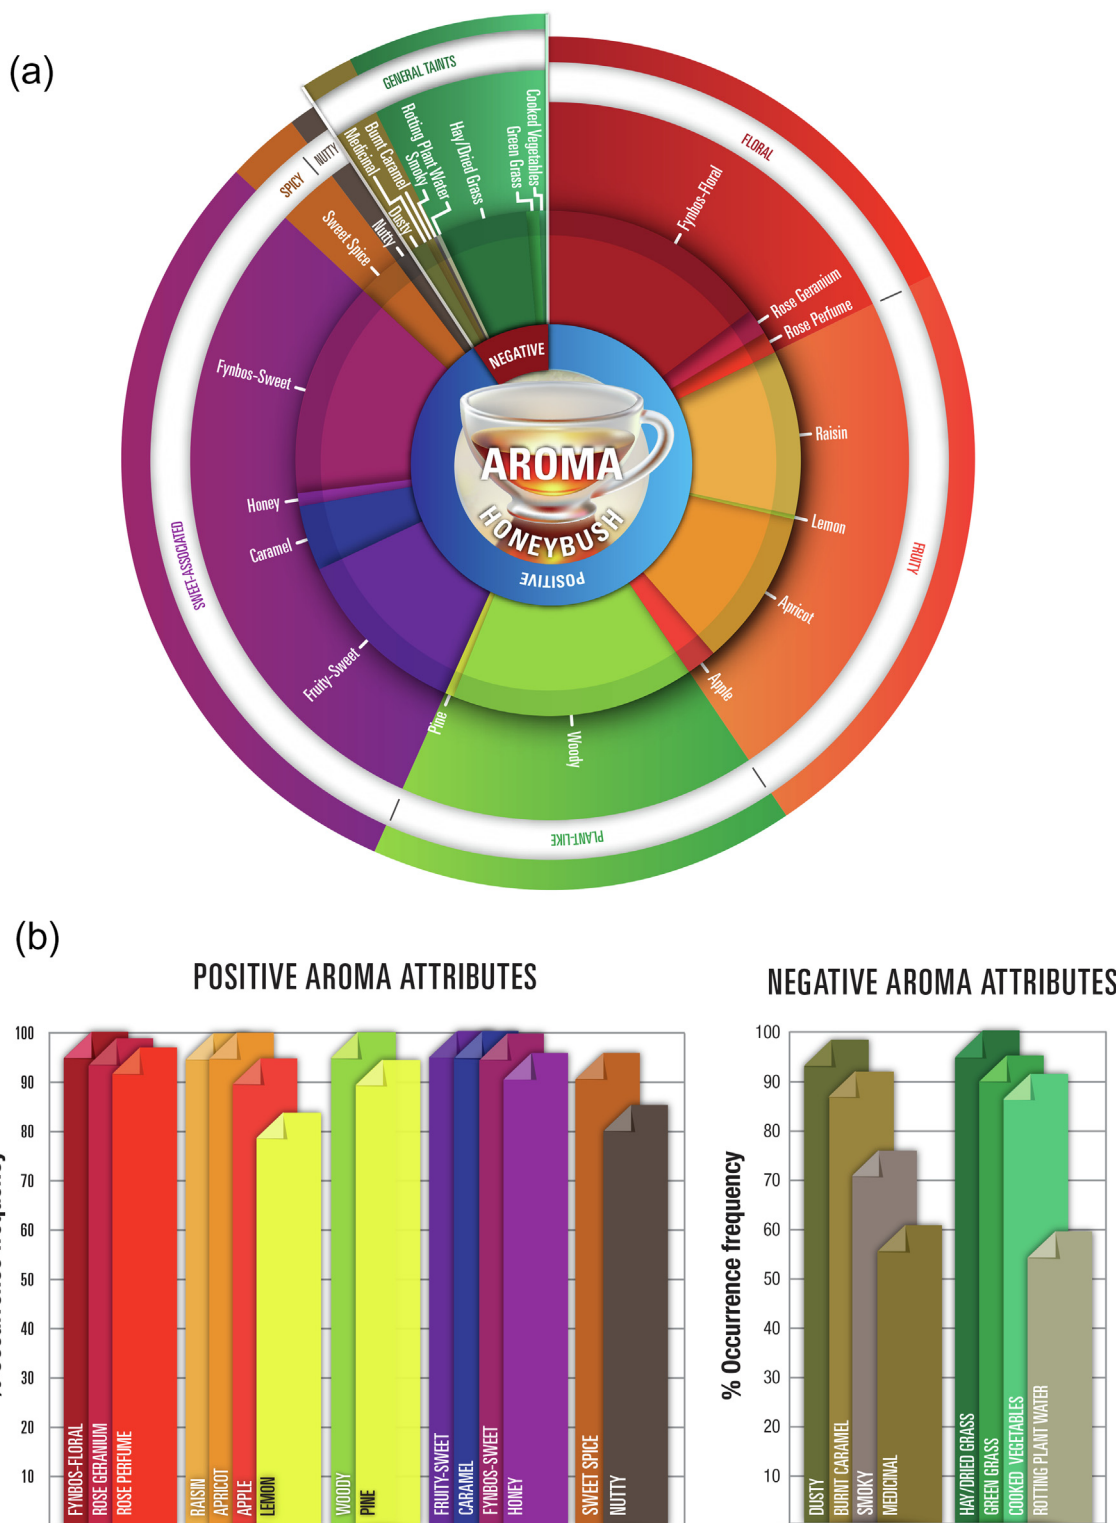 (a)
GENERAL TAINTS
FLORAL
SPICY
NUTTY
Medicinal
Burnt Caramel
Dusty
Smoky
Rotting Plant Water
Hay/Dried Grass
Green Grass
Cooked Vegetables
Fynbos-Floral
Rose Geranium
Rose Perfume
Nutty
Sweet Spice
NEGATIVE
Fynbos-Sweet
Raisin
AROMA
HONEYBUSH
POSITIVE
Honey
Lemon
Caramel
Apricot
SWEET-ASSOCIATED
FRUITY
Fruity-Sweet
Apple
Pine
Woody
PLANT-LIKE
(b)
POSITIVE AROMA ATTRIBUTES
100
90
80
70
60
50
40
30
20
10
FYNBOS-FLORAL
ROSE GERANIUM
ROSE PERFUME
RAISIN
APRICOT
APPLE
LEMON
WOODY
PINE
FRUITY-SWEET
CARAMEL
FYNBOS-SWEET
HONEY
SWEET SPICE
NUTTY
NEGATIVE AROMA ATTRIBUTES
% Occurrence frequency
100
90
80
70
60
50
40
30
20
10
DUSTY
BURNT CARAMEL
SMOKY
MEDICINAL
HAY/DRIED GRASS
GREEN GRASS
COOKED VEGETABLES
ROTTING PLANT WATER